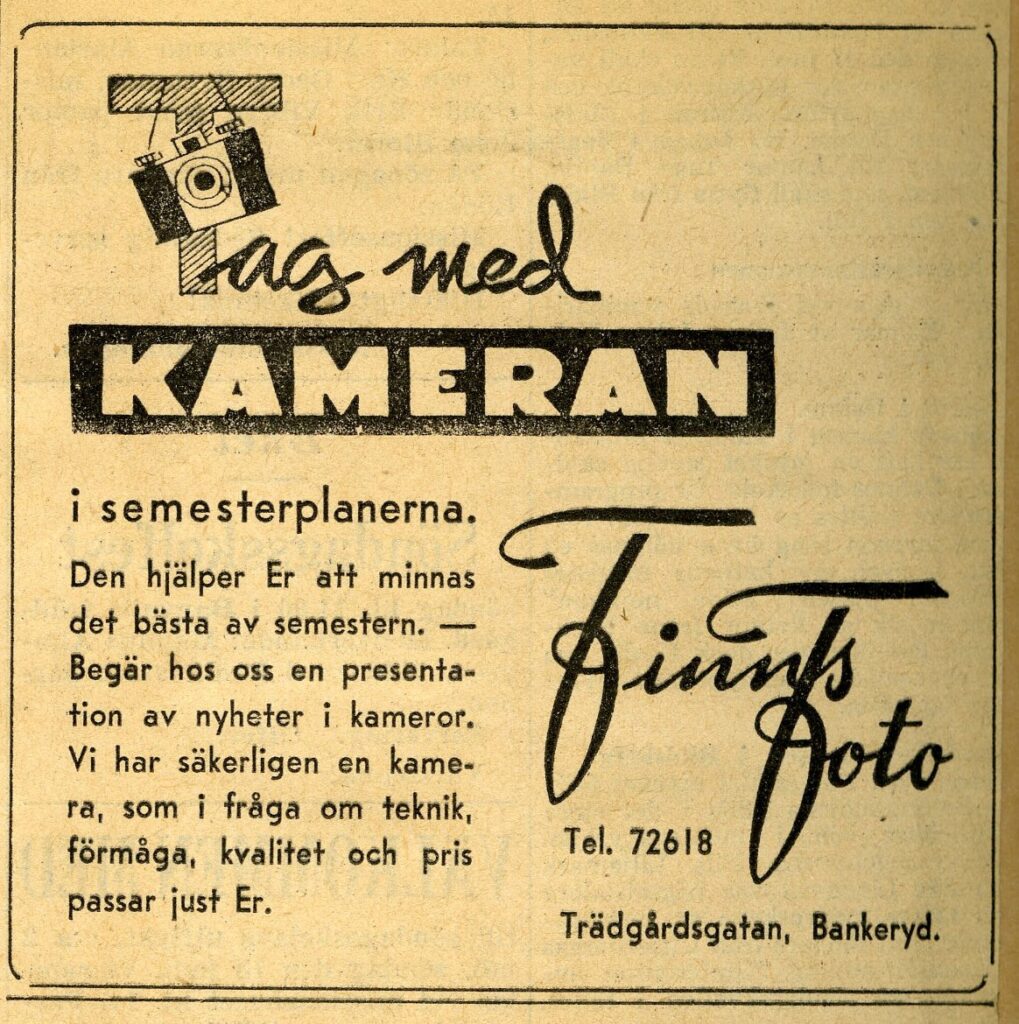 Tag med
KAMERAN
i semesterplanerna.
Den hjälper Er att minnas
det bästa av semestern. —
Begär hos oss en presenta-
tion av nyheter i kameror.
Vi har säkerligen en kame-
ra, som i fråga om teknik,
förmåga, kvalitet och pris
passar just Er.
Finns
Foto
Tel. 72618
Trädgårdsgatan, Bankeryd.